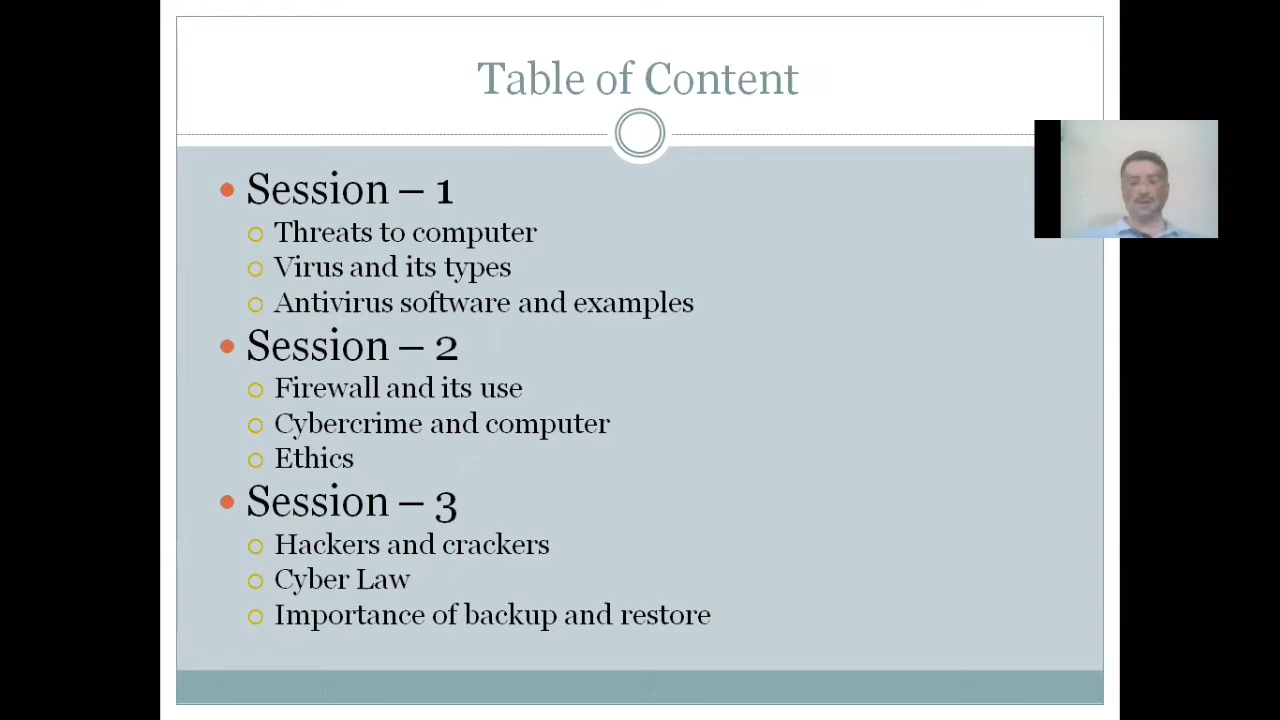 Table of Content
Session – 1
Threats to computer
Virus and its types
Antivirus software and examples
Session – 2
Firewall and its use
Cybercrime and computer
Ethics
Session – 3
Hackers and crackers
Cyber Law
Importance of backup and restore